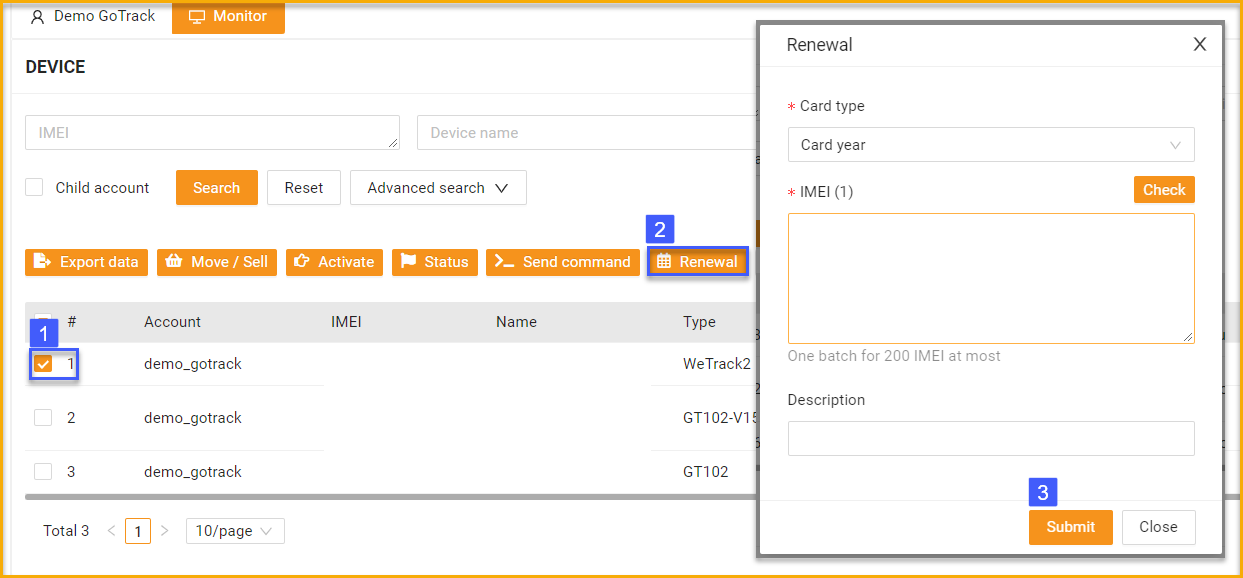 Demo GoTrack Monitor
DEVICE
IMEI Device name
Child account Search Reset Advanced search
Export data Move / Sell Activate Status Send command 2 Renewal
# Account IMEI Name Type
1
1 demo_gotrack WeTrack2
2 demo_gotrack GT102-V15
3 demo_gotrack GT102
Total 3 < 1 > 10/page
Renewal X
* Card type
Card year
* IMEI (1) Check
One batch for 200 IMEI at most
Description
3
Submit Close